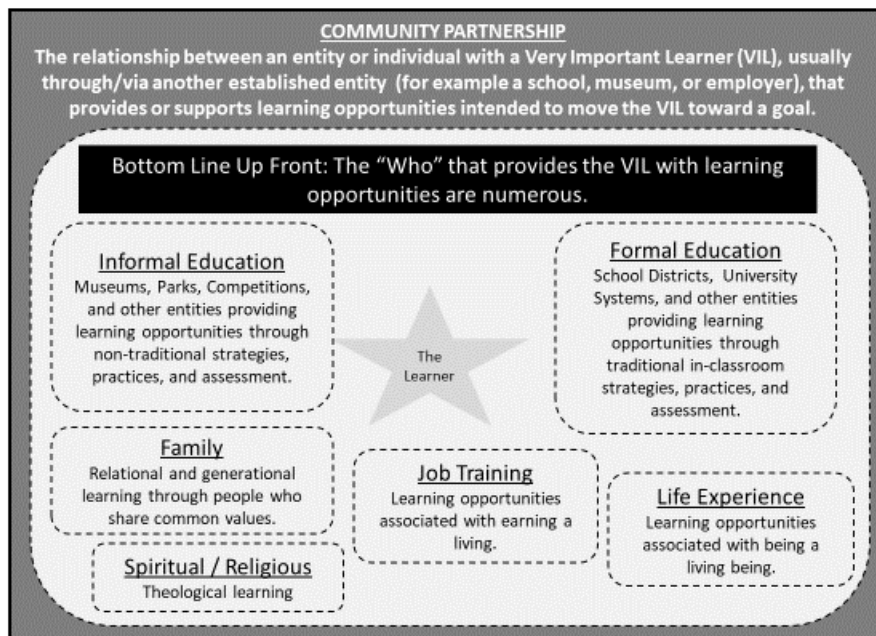 COMMUNITY PARTNERSHIP
The relationship between an entity or individual with a Very Important Learner (VIL), usually
through/via another established entity (for example a school, museum, or employer), that
provides or supports learning opportunities intended to move the VIL toward a goal.
Bottom Line Up Front: The “Who” that provides the VIL with learning
opportunities are numerous.
Informal Education
Museums, Parks, Competitions,
and other entities providing
learning opportunities through
non-traditional strategies,
practices, and assessment.
Formal Education
School Districts, University
Systems, and other entities
providing learning
opportunities through
traditional in-classroom
strategies, practices, and
assessment.
The
Learner
Family
Relational and generational
learning through people who
share common values.
Job Training
Learning opportunities
associated with earning a
living.
Life Experience
Learning opportunities
associated with being a
living being.
Spiritual / Religious
Theological learning